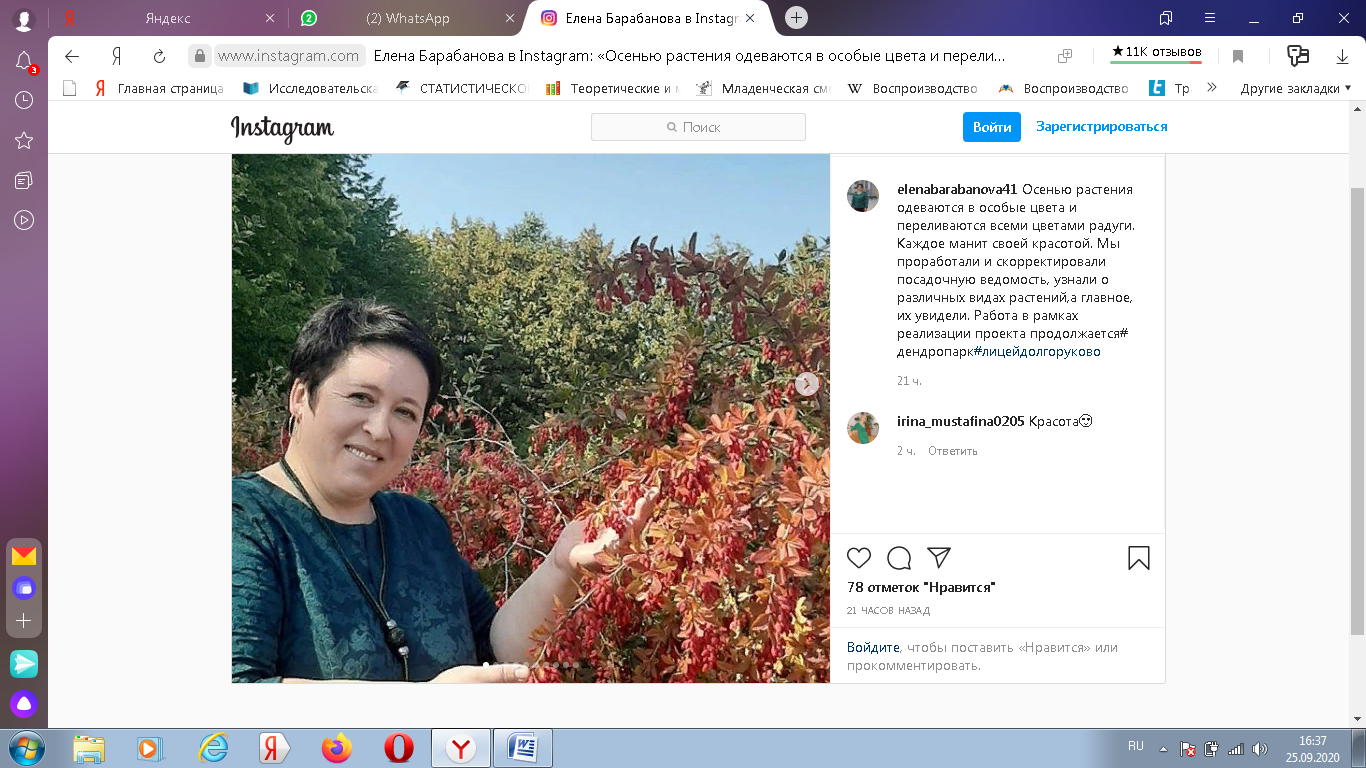 Яндекс
(2) WhatsApp
Елена Барабанова в Instagr
3
Я
www.instagram.com
Елена Барабанова в Instagram: «Осенью растения одеваются в особые цвета и перели...
★11K отзывов
Главная страница
Исследовательска
СТАТИСТИЧЕСКО
Теоретические и м
Младенческая см
Воспроизводство
Воспроизводство
Тр
Другие закладки
Instagram
Поиск
Войти
Зарегистрироваться
elenabarabanova41 Осенью растения
одеваются в особые цвета и
переливаются всеми цветами радуги.
Каждое манит своей красотой. Мы
проработали и скорректировали
посадочную ведомость, узнали о
различных видах растений,а главное,
их увидели. Работа в рамках
реализации проекта продолжается#
дендропарк#лицейдолгоруково
21 ч.
irina_mustafina0205 Красота
2 ч. Ответить
78 отметок "Нравится"
21 ЧАСОВ НАЗАД
Войдите, чтобы поставить «Нравится» или
прокомментировать.
RU
16:37
25.09.2020